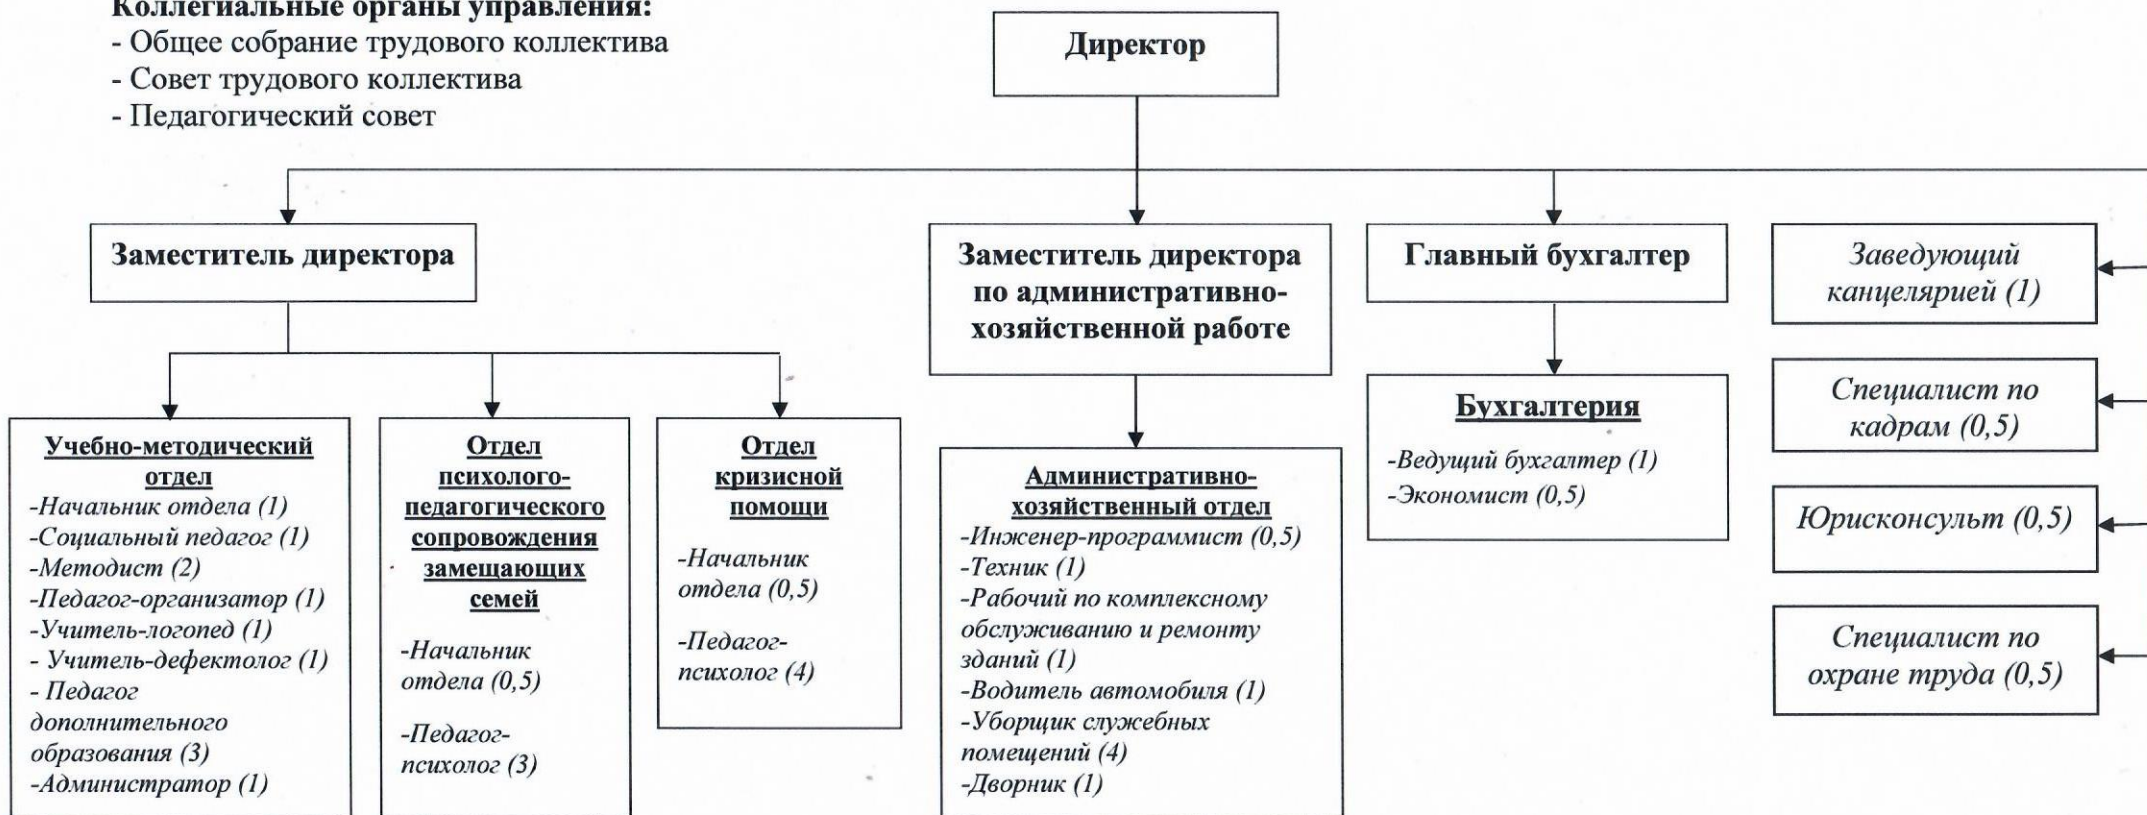 Коллегиальные органы управления:
- Общее собрание трудового коллектива
- Совет трудового коллектива
- Педагогический совет
Директор
Заместитель директора
Заместитель директора
по административно-
хозяйственной работе
Главный бухгалтер
Заведующий
канцелярией (1)
Специалист по
кадрам (0,5)
Юрисконсульт (0,5)
Специалист по
охране труда (0,5)
Учебно-методический
отдел
-Начальник отдела (1)
-Социальный педагог (1)
-Методист (2)
-Педагог-организатор (1)
-Учитель-логопед (1)
- Учитель-дефектолог (1)
- Педагог
дополнительного
образования (3)
-Администратор (1)
Отдел
психолого-
педагогического
сопровождения
замещающих
семей
-Начальник
отдела (0,5)
-Педагог-
психолог (3)
Отдел
кризисной
помощи
-Начальник
отдела (0,5)
-Педагог-
психолог (4)
Административно-
хозяйственный отдел
-Инженер-программист (0,5)
-Техник (1)
-Рабочий по комплексному
обслуживанию и ремонту
зданий (1)
-Водитель автомобиля (1)
-Уборщик служебных
помещений (4)
-Дворник (1)
Бухгалтерия
-Ведущий бухгалтер (1)
-Экономист (0,5)